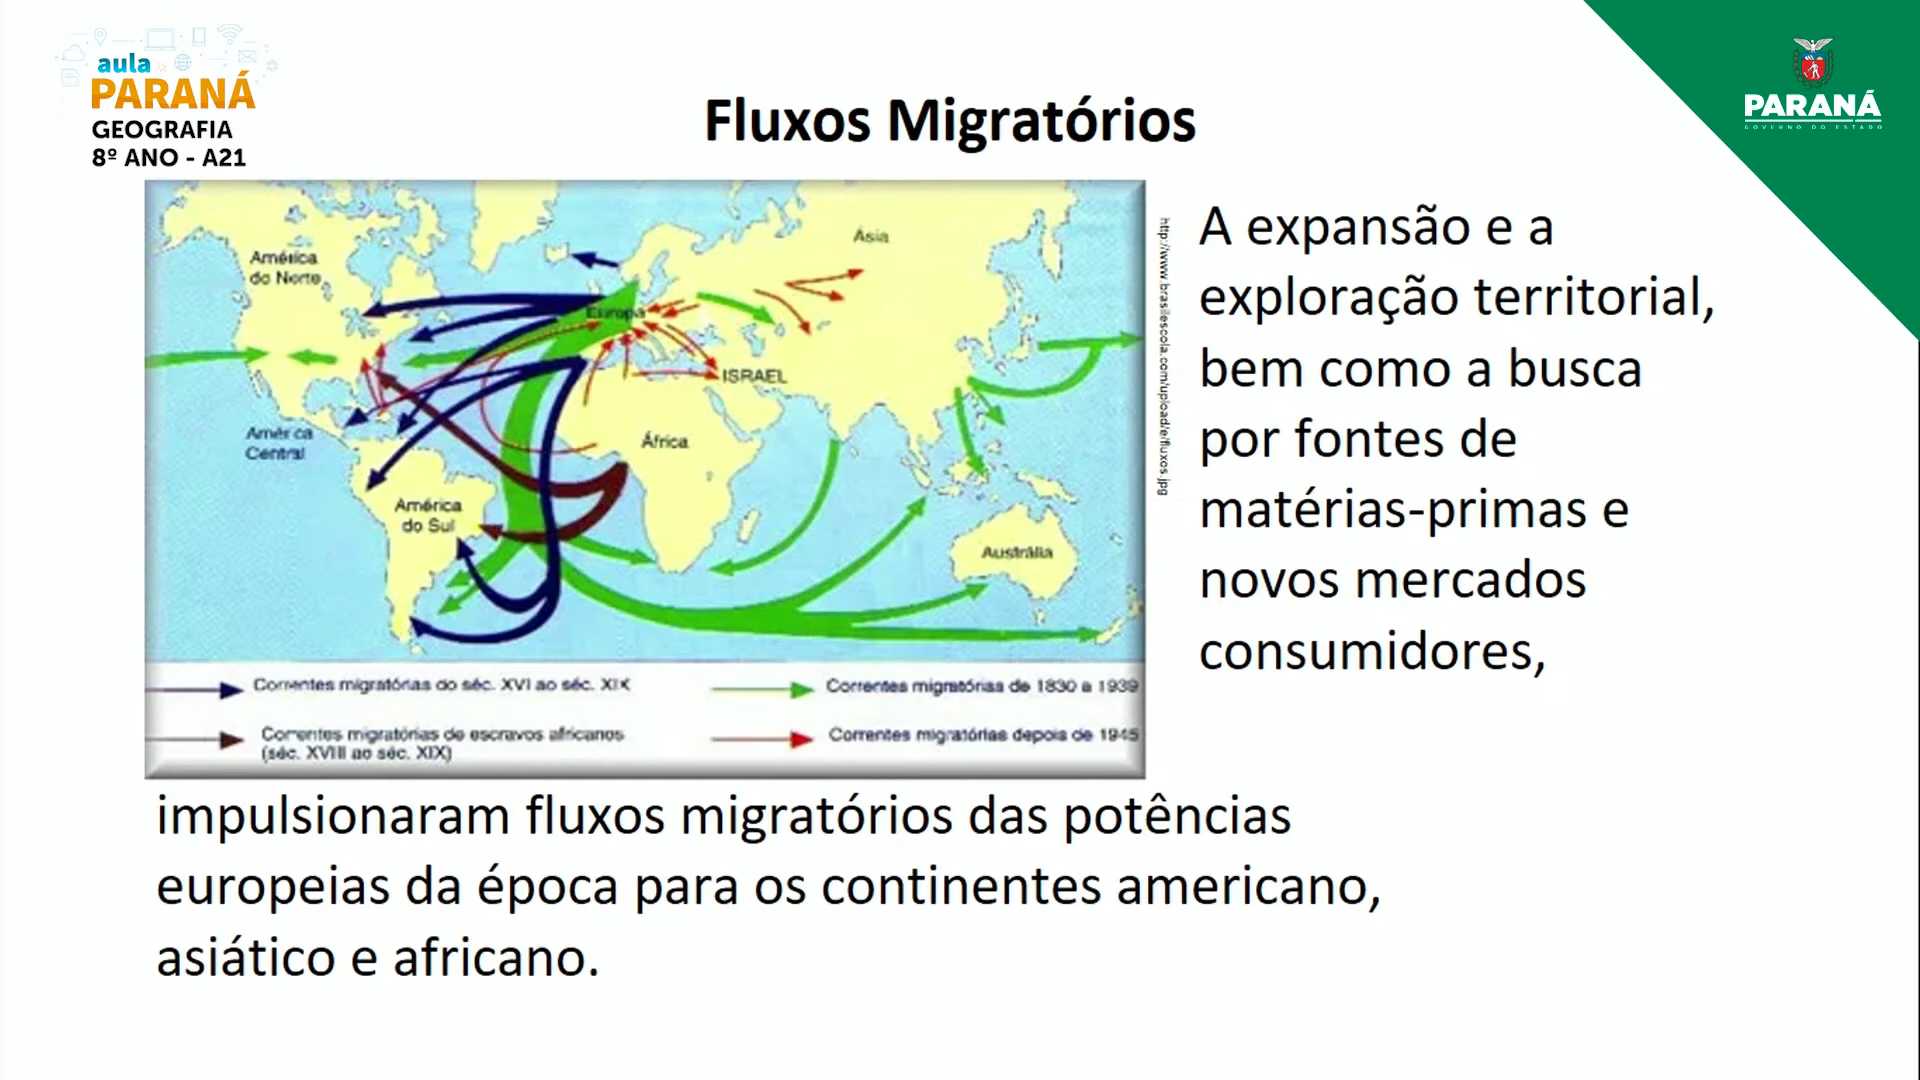 aula
PARANÁ
GEOGRAFIA
8º ANO - A21
PARANÁ
GOVERNO DO ESTADO
Fluxos Migratórios
América
do Norte
Europa
Ásia
ISRAEL
América
Central
África
América
do Sul
Austrália
Correntes migratórias do séc. XVI ao séc. XIX
Correntes migratórias de 1830 a 1939
Correntes migratórias de escravos africanos
(séc. XVIII ao séc. XIX)
Correntes migratórias depois de 1945
http://www.brasilescola.com/upload/e/fluxos.jpg
A expansão e a
exploração territorial,
bem como a busca
por fontes de
matérias-primas e
novos mercados
consumidores,
impulsionaram fluxos migratórios das potências
europeias da época para os continentes americano,
asiático e africano.